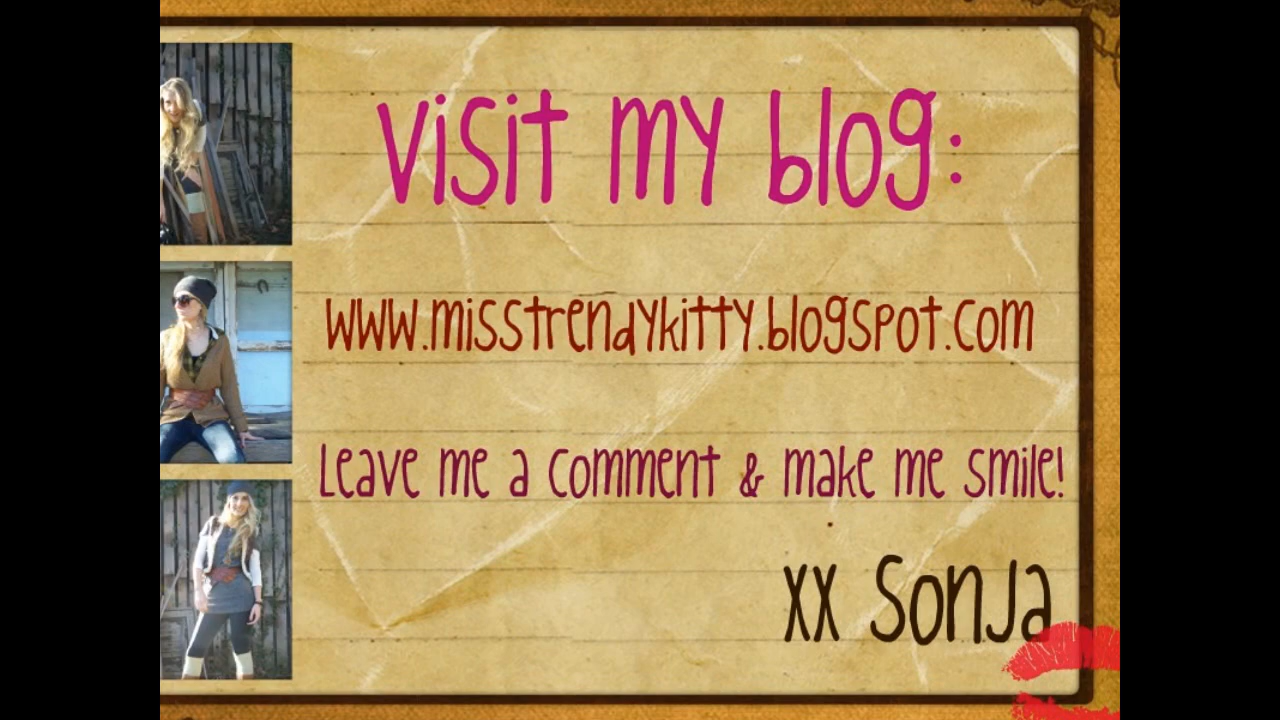 visit my blog:
www.misstrendykitty.blogspot.com
Leave me a comment & make me smile!
xx Sonja